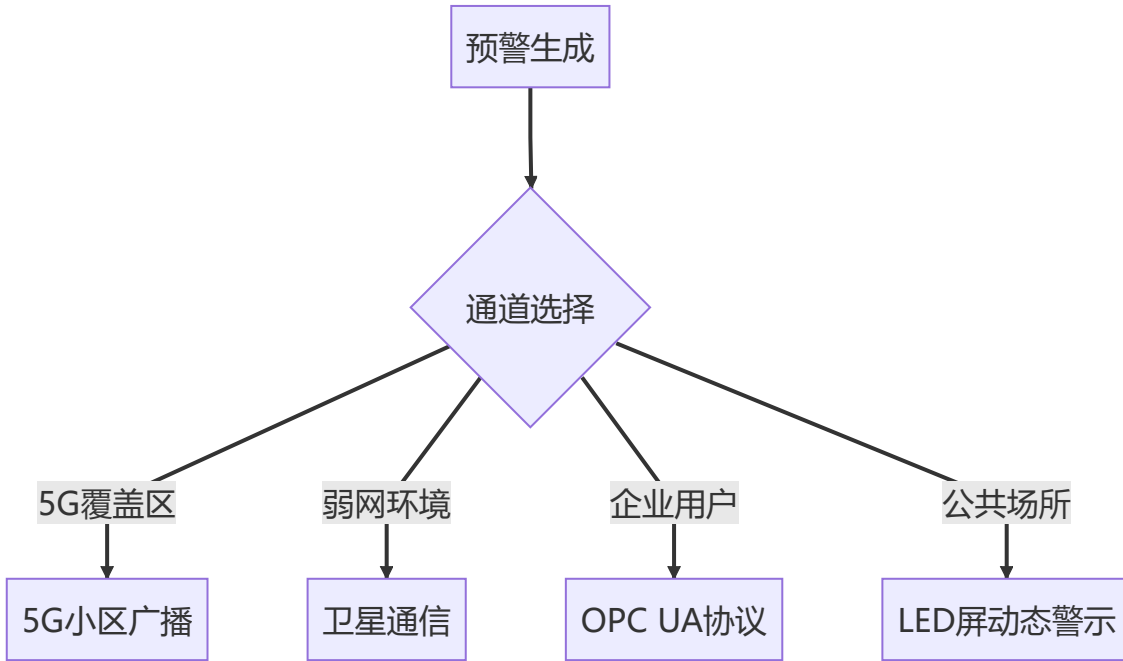 预警生成
通道选择
5G覆盖区
弱网环境
企业用户
公共场所
5G小区广播
卫星通信
OPC UA协议
LED屏动态警示